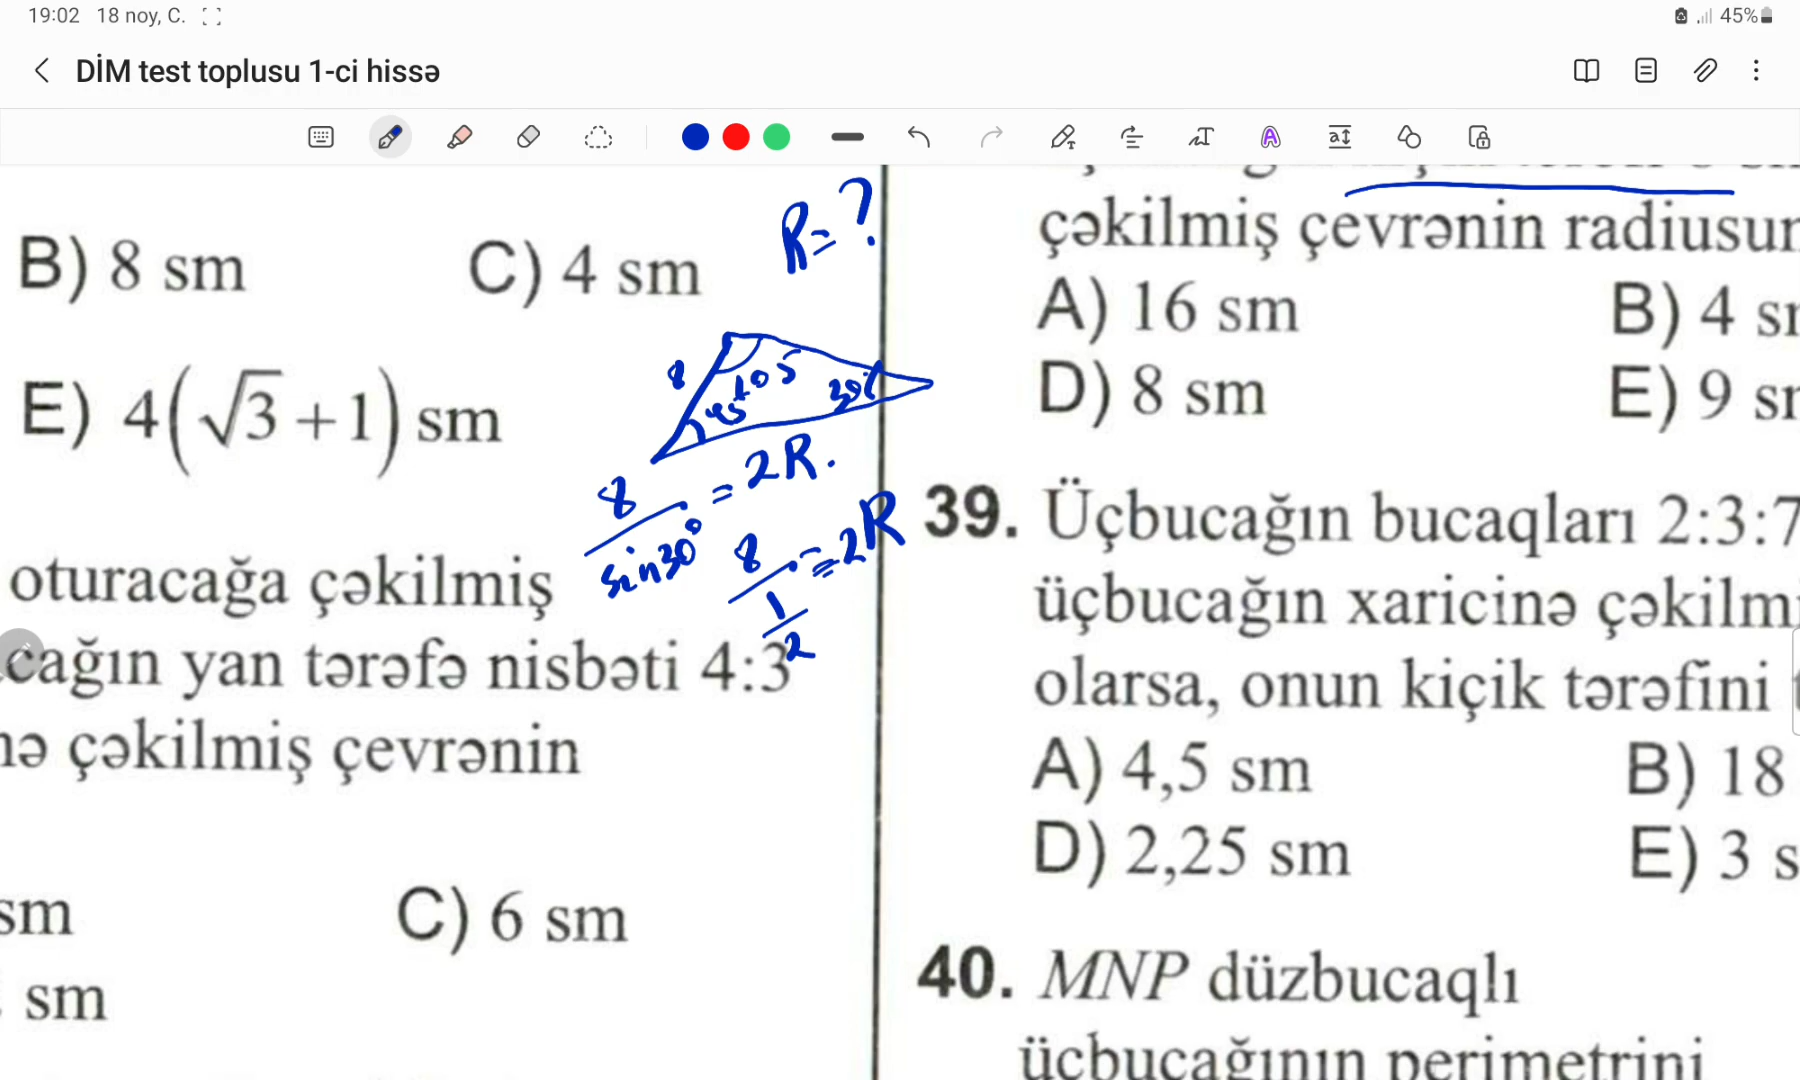 19:02 18 noy, C.
45%
DİM test toplusu 1-ci hissə
B) 8 sm
C) 4 sm
E) 4(√3+1) sm
oturacağa çəkilmiş
cağın yan tərəfə nisbəti 4:3
nə çəkilmiş çevrənin
sm
C) 6 sm
sm
R=?
8
105
45
30
8/sin30° = 2R.
8/(1/2) = 2R
çəkilmiş çevrənin radiusun
A) 16 sm
B) 4 sm
D) 8 sm
E) 9 sm
39. Üçbucağın bucaqları 2:3:7
üçbucağın xaricinə çəkilmi
olarsa, onun kiçik tərəfini
A) 4,5 sm
B) 18
D) 2,25 sm
E) 3 s
40. MNP düzbucaqlı
üçbucağının perimetrini